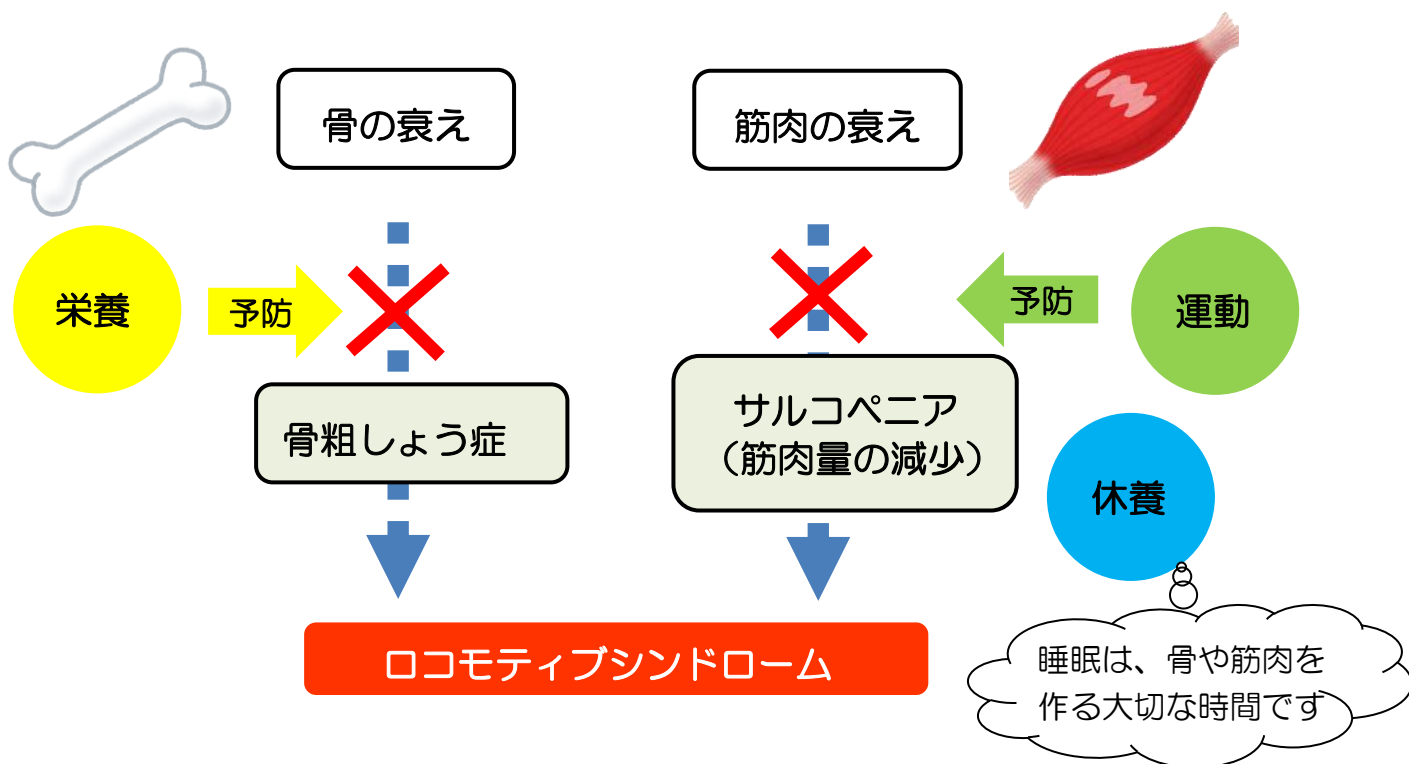 骨の衰え
筋肉の衰え
栄養
予防
予防
運動
骨粗しょう症
サルコペニア
（筋肉量の減少）
休養
ロコモティブシンドローム
睡眠は、骨や筋肉を
作る大切な時間です